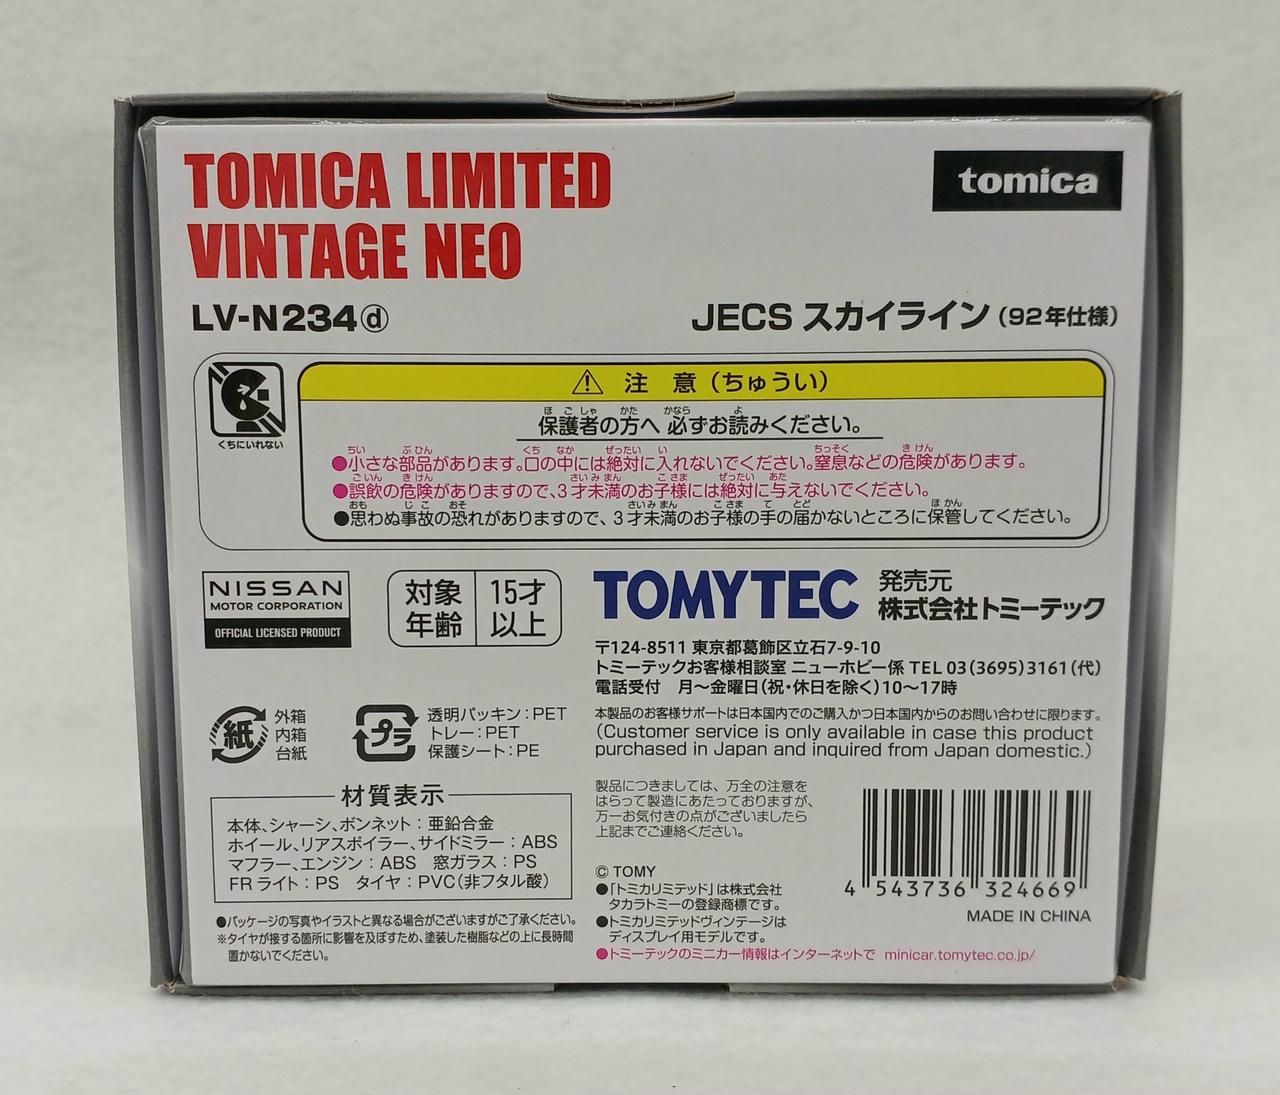 TOMICA LIMITED
VINTAGE NEO
tomica
LV-N234ⓓ
JECS スカイライン(92年仕様)
くちにいれない
⚠ 注 意(ちゅうい)
保護者の方へ 必ずお読みください。
●小さな部品があります。口の中には絶対に入れないでください。窒息などの危険があります。
●誤飲の危険がありますので、3才未満のお子様には絶対に与えないでください。
●思わぬ事故の恐れがありますので、3才未満のお子様の手の届かないところに保管してください。
NISSAN
MOTOR CORPORATION
OFFICIAL LICENSED PRODUCT
対象年齢 15才以上
TOMYTEC 発売元
株式会社トミーテック
〒124-8511 東京都葛飾区立石7-9-10
トミーテックお客様相談室 ニューホビー係 TEL 03(3695)3161(代)
電話受付 月〜金曜日(祝・休日を除く)10〜17時
本製品のお客様サポートは日本国内でのご購入かつ日本国内からのお問い合わせに限ります。
(Customer service is only available in case this product
purchased in Japan and inquired from Japan domestic.)
紙
外箱
内箱
台紙
プラ
透明パッキン:PET
トレー:PET
保護シート:PE
材質表示
本体、シャーシ、ボンネット:亜鉛合金
ホイール、リアスポイラー、サイドミラー:ABS
マフラー、エンジン:ABS 窓ガラス:PS
FRライト:PS タイヤ:PVC(非フタル酸)
●パッケージの写真やイラストと異なる場合がございますがご了承ください。
※タイヤが接する箇所に影響を及ぼすため、塗装した樹脂などの上に長時間
置かないでください。
製品につきましては、万全の注意を
はらって製造にあたっておりますが、
万一お気付きの点がございましたら
上記までご連絡ください。
© TOMY
●「トミカリミテッド」は株式会社
タカラトミーの登録商標です。
●トミカリミテッドヴィンテージは
ディスプレイ用モデルです。
●トミーテックのミニカー情報はインターネットで minicar.tomytec.co.jp/
4 543736 324669
MADE IN CHINA